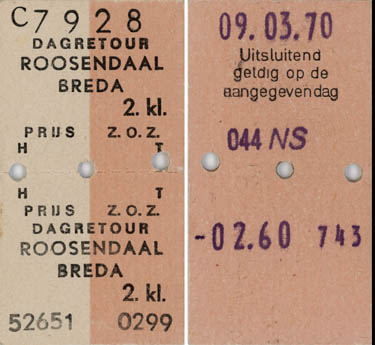 C7928
DAGRETOUR
ROOSENDAAL
BREDA
2. kl.
PRIJS Z.O.Z.
H T
H T
PRIJS Z.O.Z.
DAGRETOUR
ROOSENDAAL
BREDA
2. kl.
52651 0299
09.03.70
Uitsluitend
geldig op de
aangegevendag
044 NS
-02.60 743